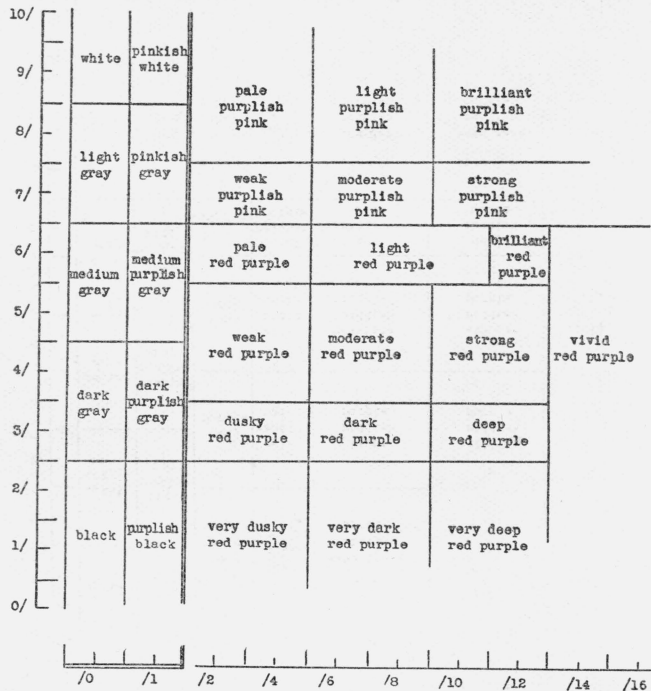 10/
9/
8/
7/
6/
5/
4/
3/
2/
1/
0/
white
pinkish
white
pale
purplish
pink
light
purplish
pink
brilliant
purplish
pink
light
gray
pinkish
gray
weak
purplish
pink
moderate
purplish
pink
strong
purplish
pink
medium
gray
medium
purplish
gray
pale
red purple
light
red purple
brilliant
red
purple
weak
red purple
moderate
red purple
strong
red purple
vivid
red purple
dark
gray
dark
purplish
gray
dusky
red purple
dark
red purple
deep
red purple
black
purplish
black
very dusky
red purple
very dark
red purple
very deep
red purple
/0 /1 /2 /4 /6 /8 /10 /12 /14 /16